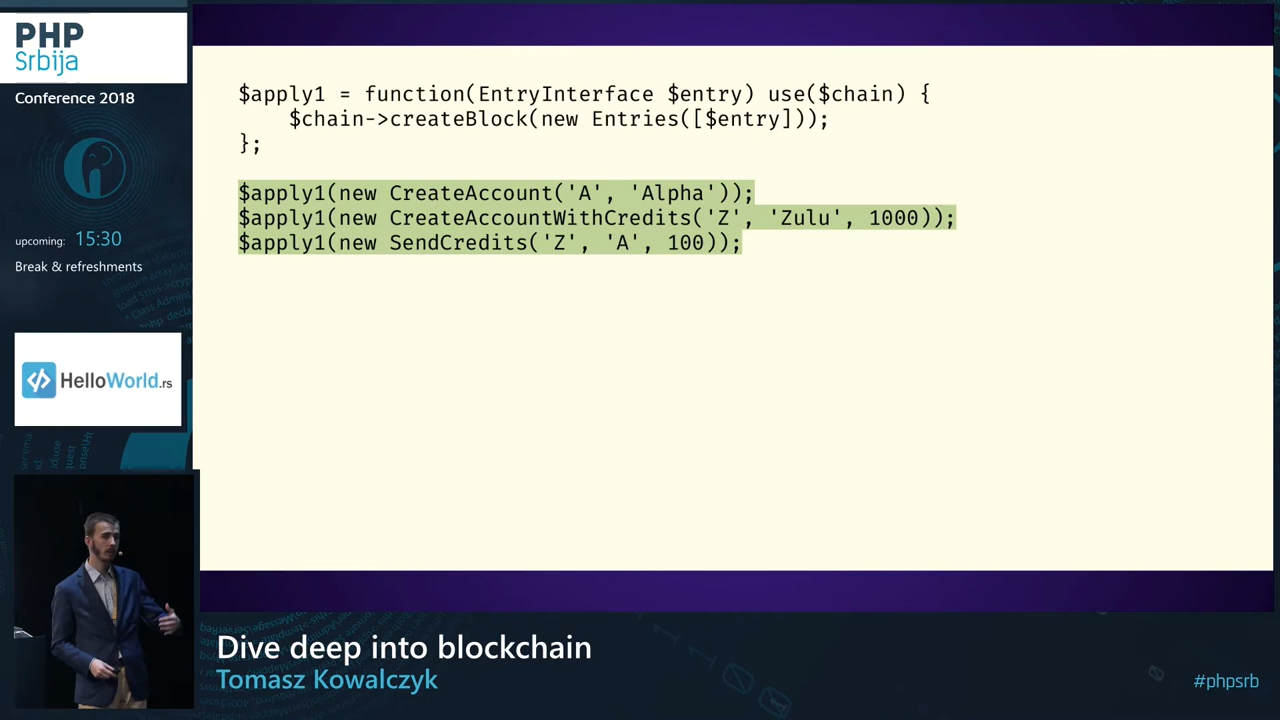 PHP
Srbija
Conference 2018
upcoming: 15:30
Break & refreshments
HelloWorld.rs
$apply1 = function(EntryInterface $entry) use($chain) {
    $chain->createBlock(new Entries([$entry]));
};
$apply1(new CreateAccount('A', 'Alpha'));
$apply1(new CreateAccountWithCredits('Z', 'Zulu', 1000));
$apply1(new SendCredits('Z', 'A', 100));
Dive deep into blockchain
Tomasz Kowalczyk
#phpsrb